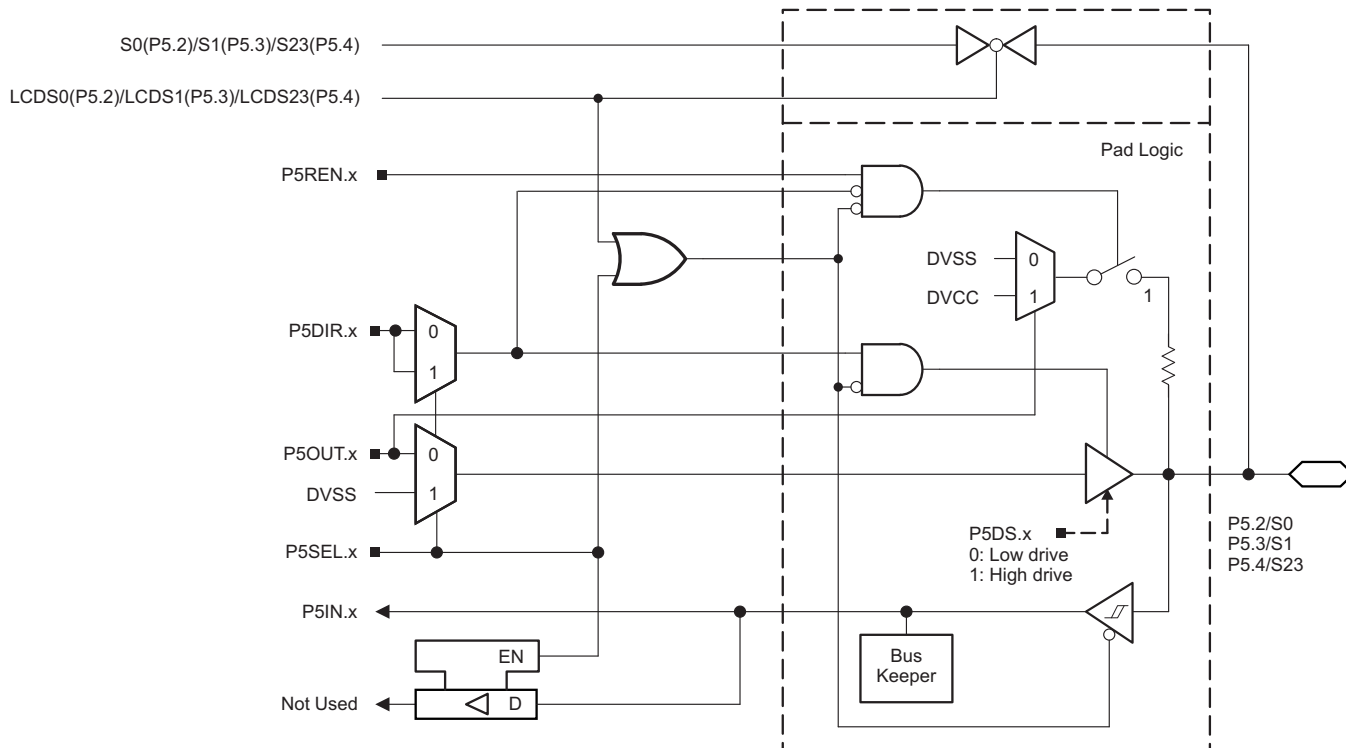 S0(P5.2)/S1(P5.3)/S23(P5.4)
LCDS0(P5.2)/LCDS1(P5.3)/LCDS23(P5.4)
Pad Logic
P5REN.x
DVSS
0
DVCC
1
1
P5DIR.x
0
1
P5OUT.x
0
DVSS
1
P5SEL.x
P5DS.x
0: Low drive
1: High drive
P5.2/S0
P5.3/S1
P5.4/S23
P5IN.x
EN
Bus
Keeper
Not Used
D